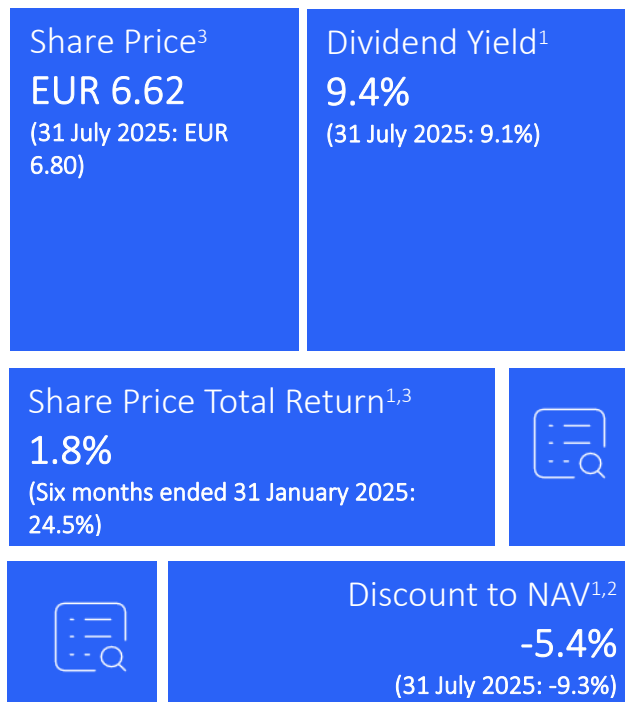 Share Price3
EUR 6.62
(31 July 2025: EUR
6.80)
Dividend Yield1
9.4%
(31 July 2025: 9.1%)
Share Price Total Return1,3
1.8%
(Six months ended 31 January 2025:
24.5%)
Discount to NAV1,2
-5.4%
(31 July 2025: -9.3%)